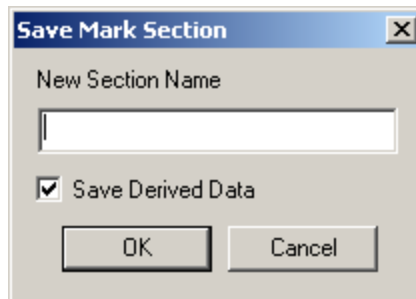 Save Mark Section
New Section Name
Save Derived Data
OK
Cancel